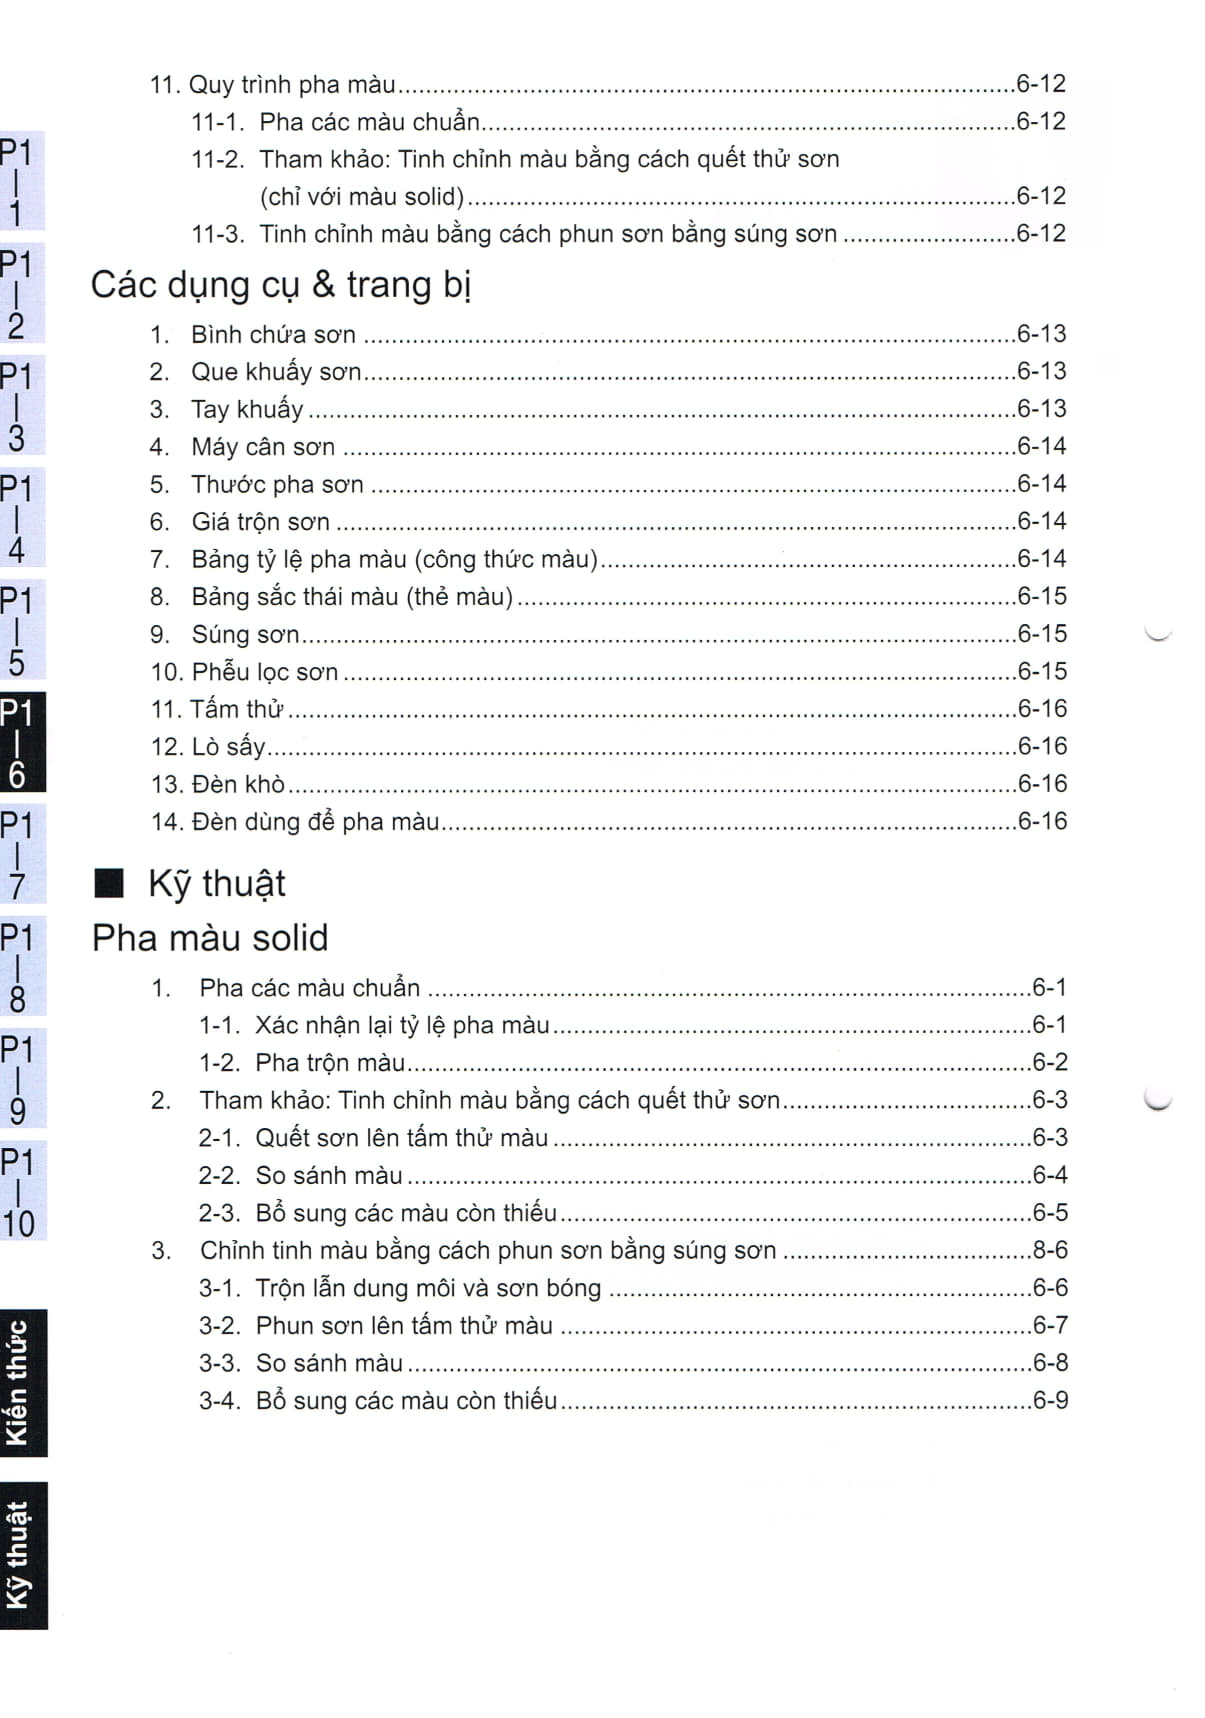 11. Quy trình pha màu.....6-12
11-1. Pha các màu chuẩn.....6-12
11-2. Tham khảo: Tinh chỉnh màu bằng cách quết thử sơn
(chỉ với màu solid).....6-12
11-3. Tinh chỉnh màu bằng cách phun sơn bằng súng sơn.....6-12
Các dụng cụ & trang bị
1. Bình chứa sơn.....6-13
2. Que khuấy sơn.....6-13
3. Tay khuấy.....6-13
4. Máy cân sơn.....6-14
5. Thước pha sơn.....6-14
6. Giá trộn sơn.....6-14
7. Bảng tỷ lệ pha màu (công thức màu).....6-14
8. Bảng sắc thái màu (thẻ màu).....6-15
9. Súng sơn.....6-15
10. Phễu lọc sơn.....6-15
11. Tấm thử.....6-16
12. Lò sấy.....6-16
13. Đèn khò.....6-16
14. Đèn dùng để pha màu.....6-16
■ Kỹ thuật
Pha màu solid
1. Pha các màu chuẩn.....6-1
1-1. Xác nhận lại tỷ lệ pha màu.....6-1
1-2. Pha trộn màu.....6-2
2. Tham khảo: Tinh chỉnh màu bằng cách quết thử sơn.....6-3
2-1. Quết sơn lên tấm thử màu.....6-3
2-2. So sánh màu.....6-4
2-3. Bổ sung các màu còn thiếu.....6-5
3. Chỉnh tinh màu bằng cách phun sơn bằng súng sơn.....8-6
3-1. Trộn lẫn dung môi và sơn bóng.....6-6
3-2. Phun sơn lên tấm thử màu.....6-7
3-3. So sánh màu.....6-8
3-4. Bổ sung các màu còn thiếu.....6-9
P1
|
1
P1
|
2
P1
|
3
P1
|
4
P1
|
5
P1
|
6
P1
|
7
P1
|
8
P1
|
9
P1
|
10
Kiến thức
Kỹ thuật